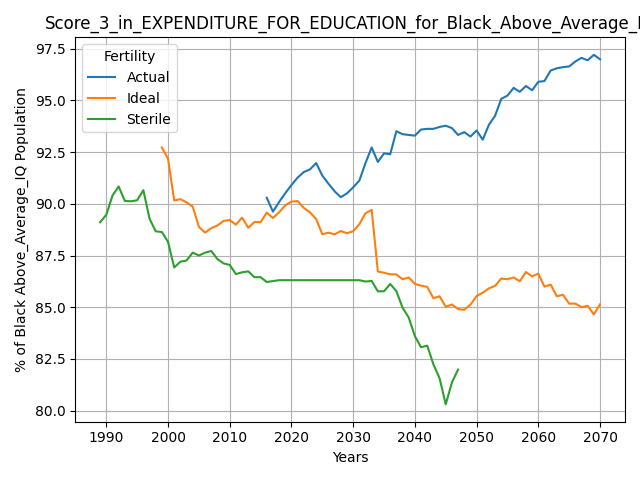 Score_3_in_EXPENDITURE_FOR_EDUCATION_for_Black_Above_Average_I
97.5
95.0
92.5
90.0
87.5
85.0
82.5
80.0
% of Black Above_Average_IQ Population
Fertility
Actual
Ideal
Sterile
1990 2000 2010 2020 2030 2040 2050 2060 2070
Years